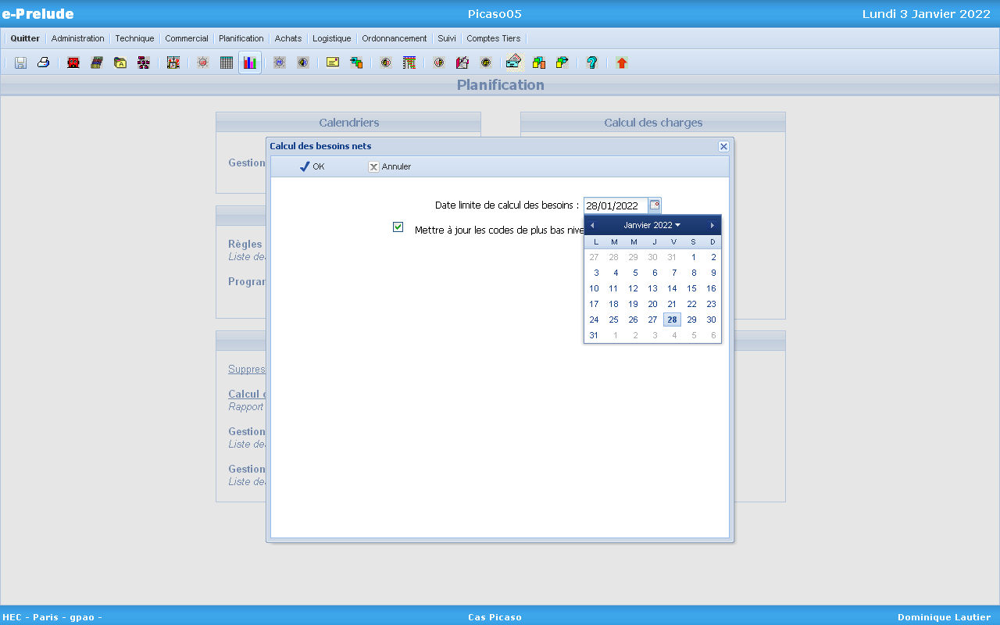 e-Prelude Picaso05 Lundi 3 Janvier 2022
Quitter Administration Technique Commercial Planification Achats Logistique Ordonnancement Suivi Comptes Tiers
Planification
Calendriers Calcul des charges
Calcul des besoins nets
OK Annuler
Gestion
Date limite de calcul des besoins : 28/01/2022
Mettre à jour les codes de plus bas nive
Janvier 2022
L M M J V S D
27 28 29 30 31 1 2
3 4 5 6 7 8 9
10 11 12 13 14 15 16
17 18 19 20 21 22 23
24 25 26 27 28 29 30
31 1 2 3 4 5 6
Règles
Liste de
Program
Suppres
Calcul
Rapport
Gestion
Liste de
Gestion
Liste de
HEC - Paris - gpao - Cas Picaso Dominique Lautier